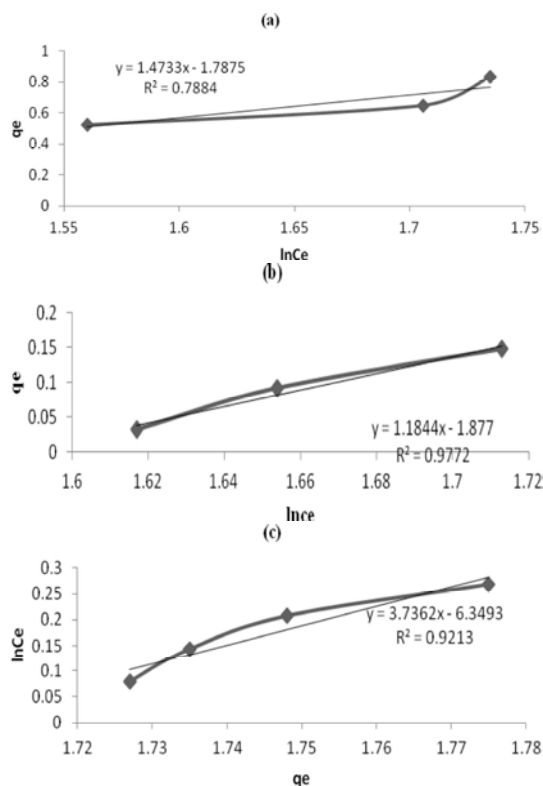 (a)
y = 1.4733x - 1.7875
R² = 0.7884
1
0.8
0.6
0.4
0.2
0
qe
1.55 1.6 1.65 1.7 1.75
lnCe
(b)
0.2
0.15
0.1
0.05
0
qe
y = 1.1844x - 1.877
R² = 0.9772
1.6 1.62 1.64 1.66 1.68 1.7 1.725
lnce
(c)
0.3
0.25
0.2
0.15
0.1
0.05
0
lnCe
y = 3.7362x - 6.3493
R² = 0.9213
1.72 1.73 1.74 1.75 1.76 1.77 1.78
qe